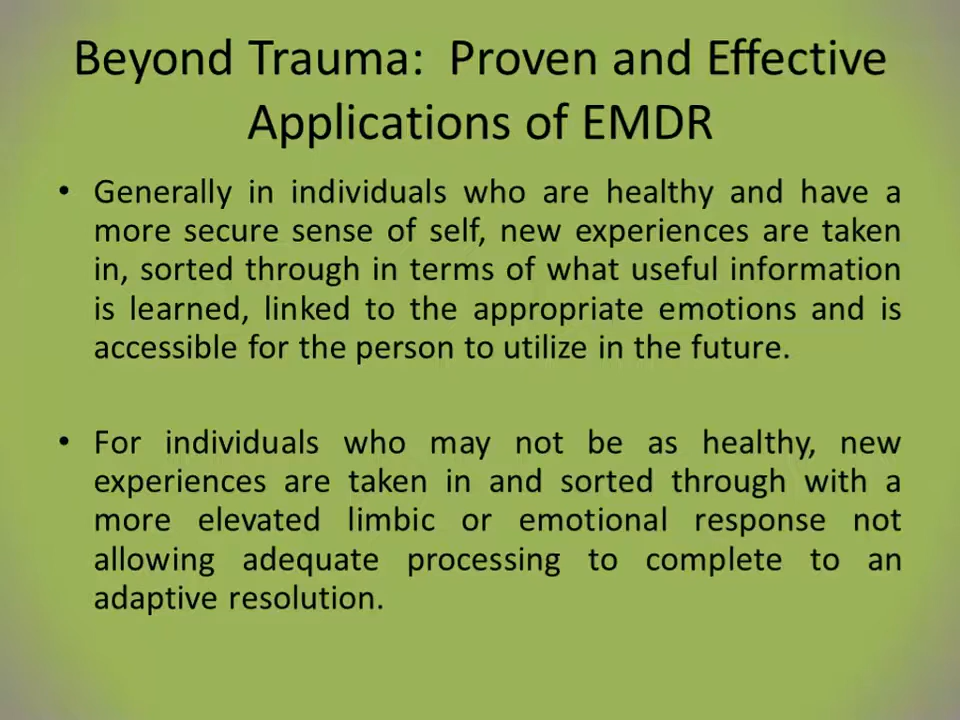 Beyond Trauma:  Proven and Effective
Applications of EMDR
• Generally in individuals who are healthy and have a
more secure sense of self, new experiences are taken
in, sorted through in terms of what useful information
is learned, linked to the appropriate emotions and is
accessible for the person to utilize in the future.
• For individuals who may not be as healthy, new
experiences are taken in and sorted through with a
more elevated limbic or emotional response not
allowing adequate processing to complete to an
adaptive resolution.